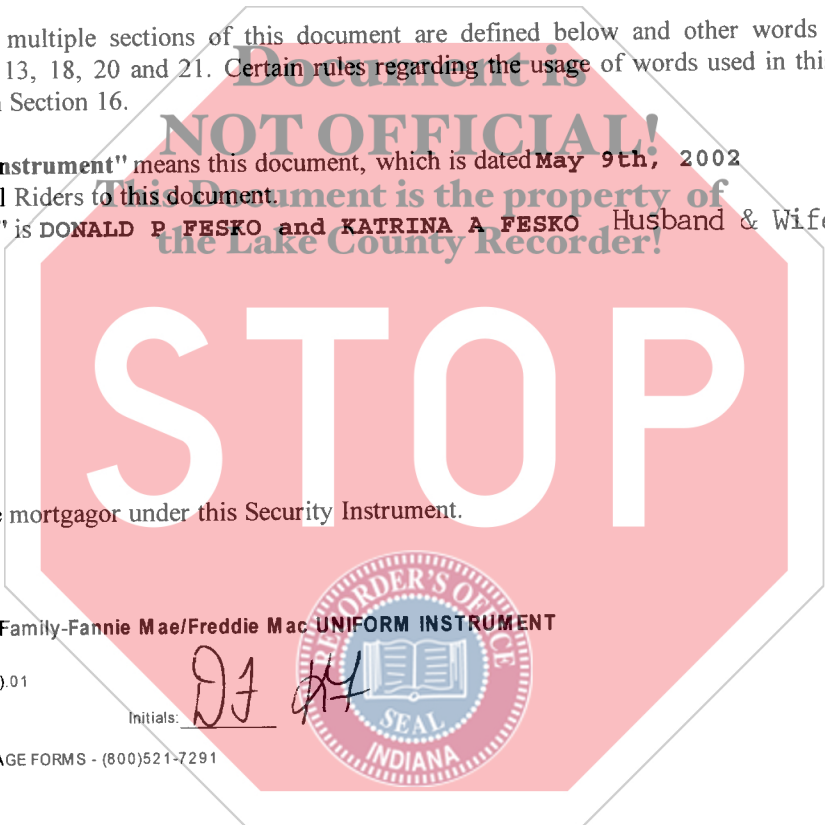 multiple sections of this document are defined below and other words
13, 18, 20 and 21. Certain rules regarding the usage of words used in thi
Section 16.
Document is
NOT OFFICIAL!
This Document is the property of
the Lake County Recorder!
nstrument" means this document, which is dated May 9th, 2002
l Riders to this document.
" is DONALD P FESKO and KATRINA A FESKO Husband & Wife
STOP
mortgagor under this Security Instrument.
RECORDER'S OFFICE
SEAL
INDIANA
Family-Fannie Mae/Freddie Mac UNIFORM INSTRUMENT
).01
Initials: DF KF
AGE FORMS - (800)521-7291